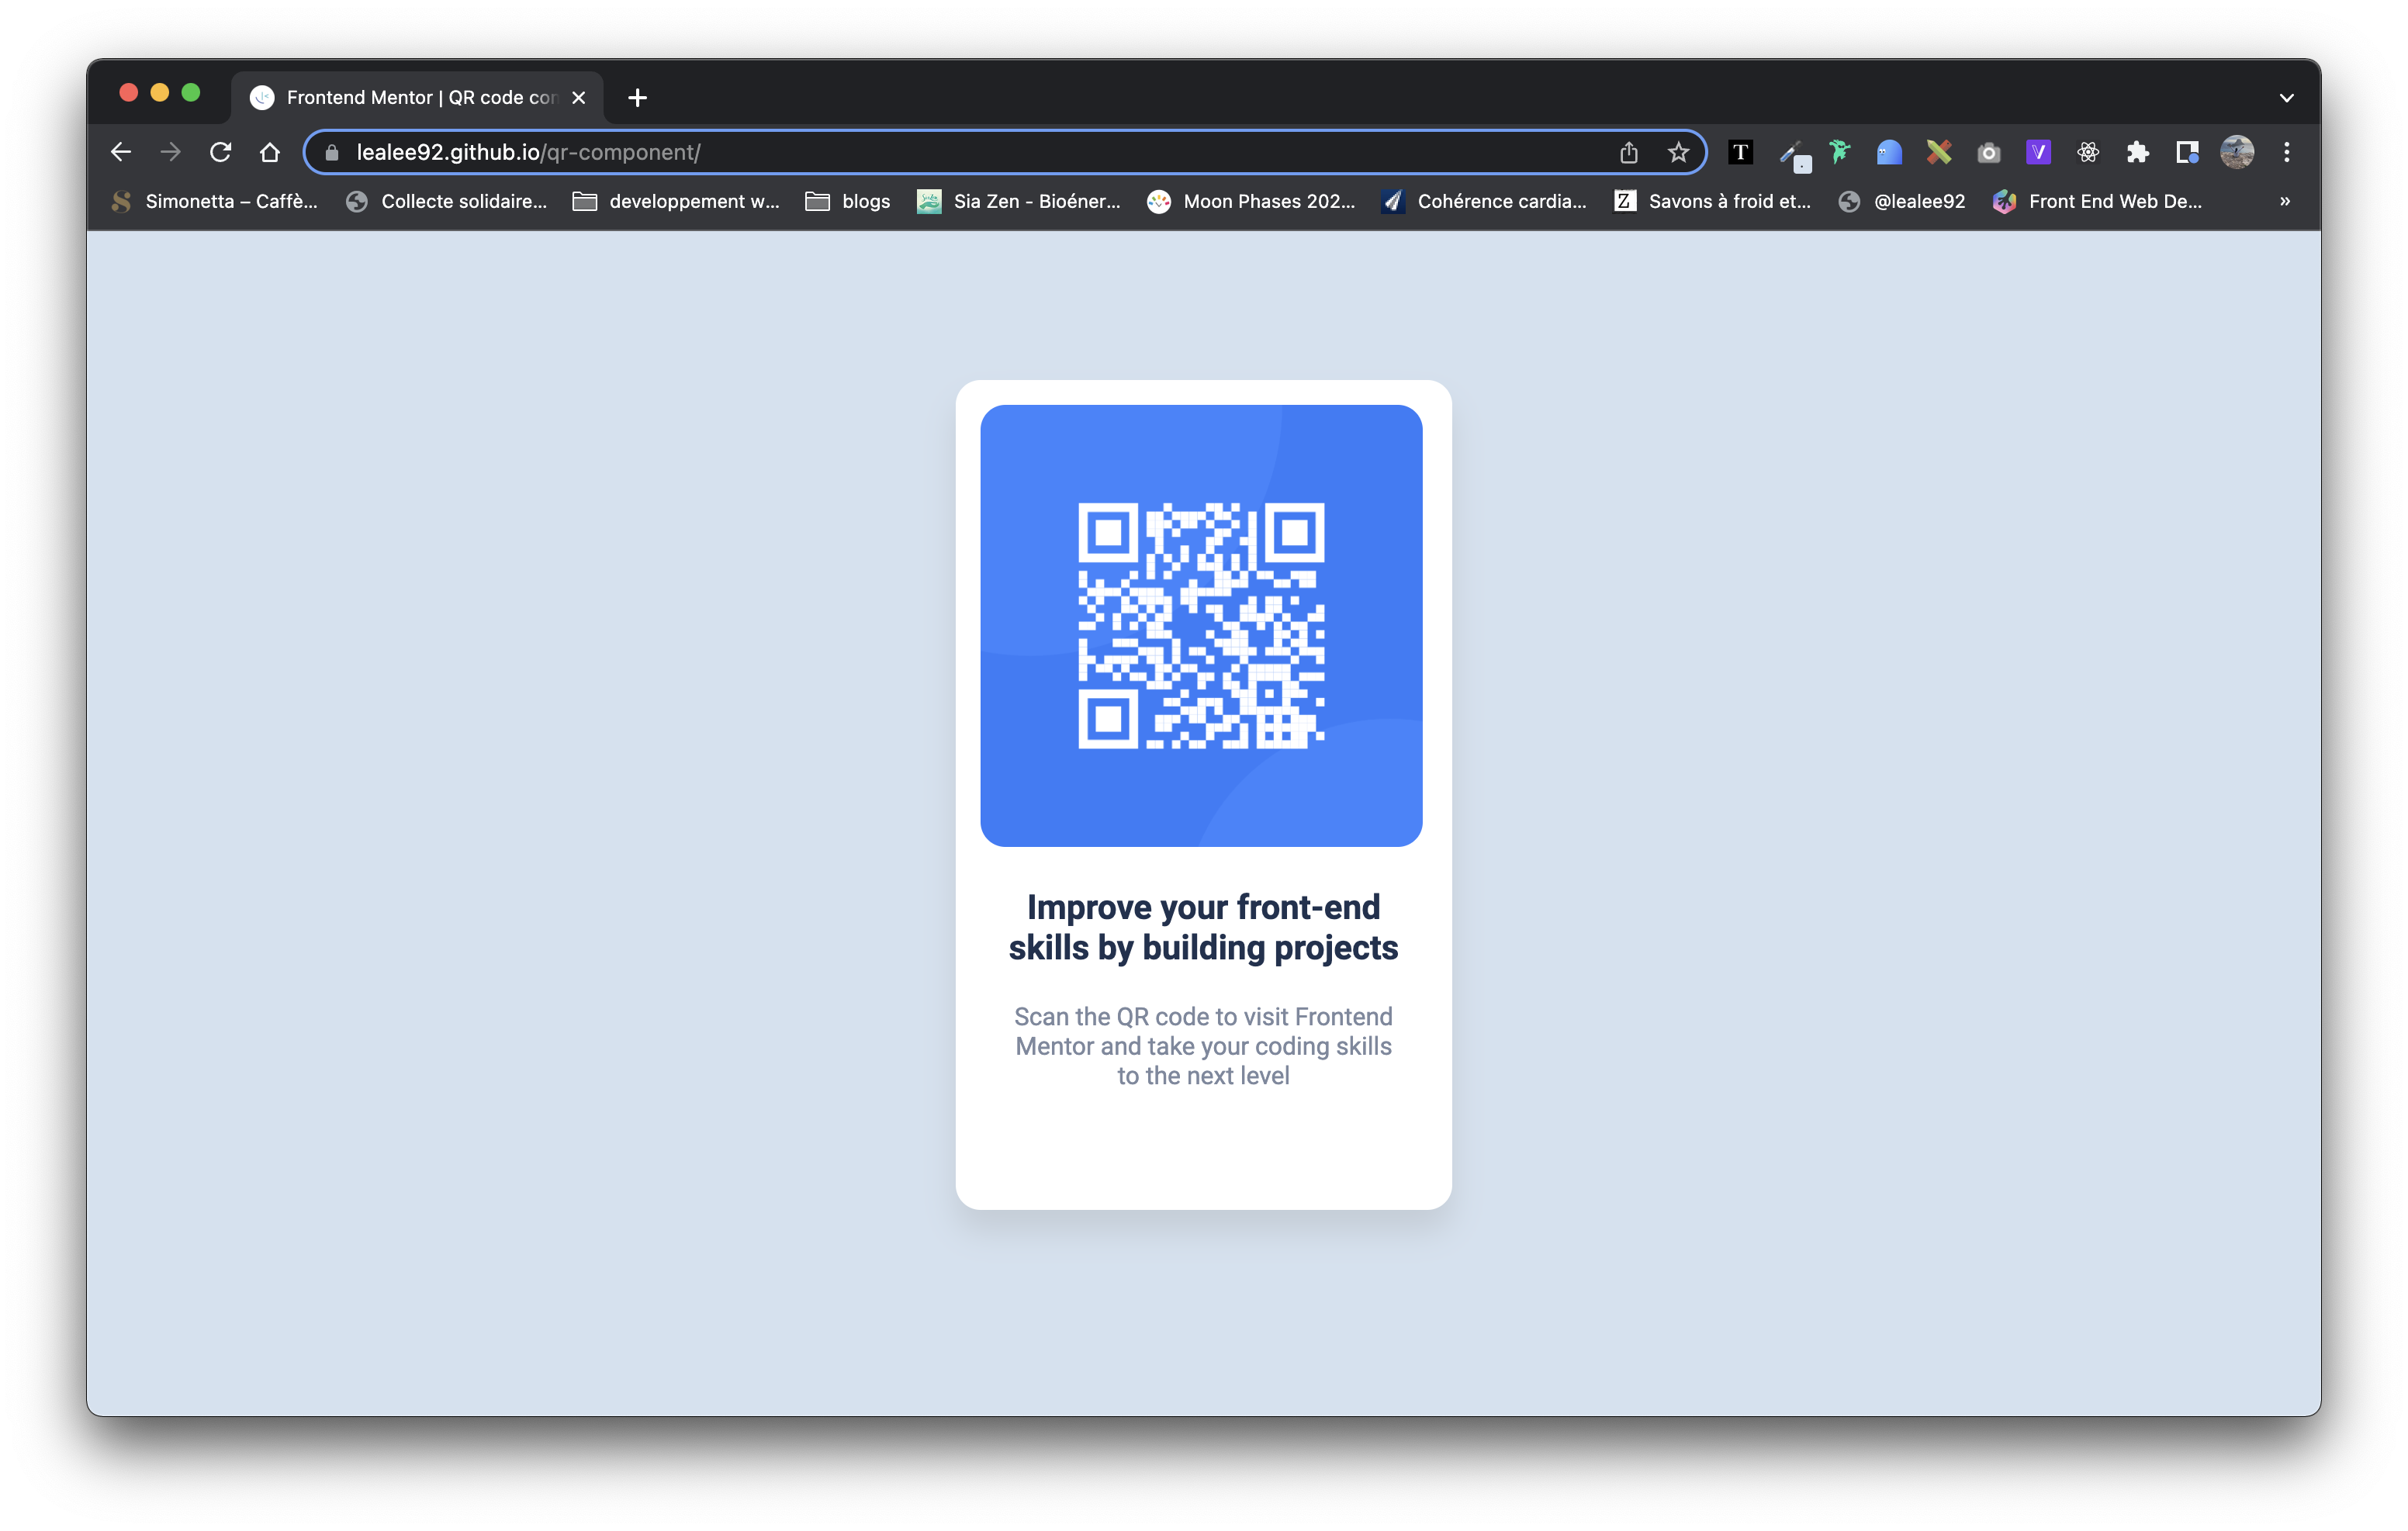 Frontend Mentor | QR code con
lealee92.github.io/qr-component/
T
V
S Simonetta – Caffè...
Collecte solidaire...
developpement w...
blogs
Sia Zen - Bioéner...
Moon Phases 202...
Cohérence cardia...
Z Savons à froid et...
@lealee92
Front End Web De...
»
Improve your front-end
skills by building projects
Scan the QR code to visit Frontend
Mentor and take your coding skills
to the next level